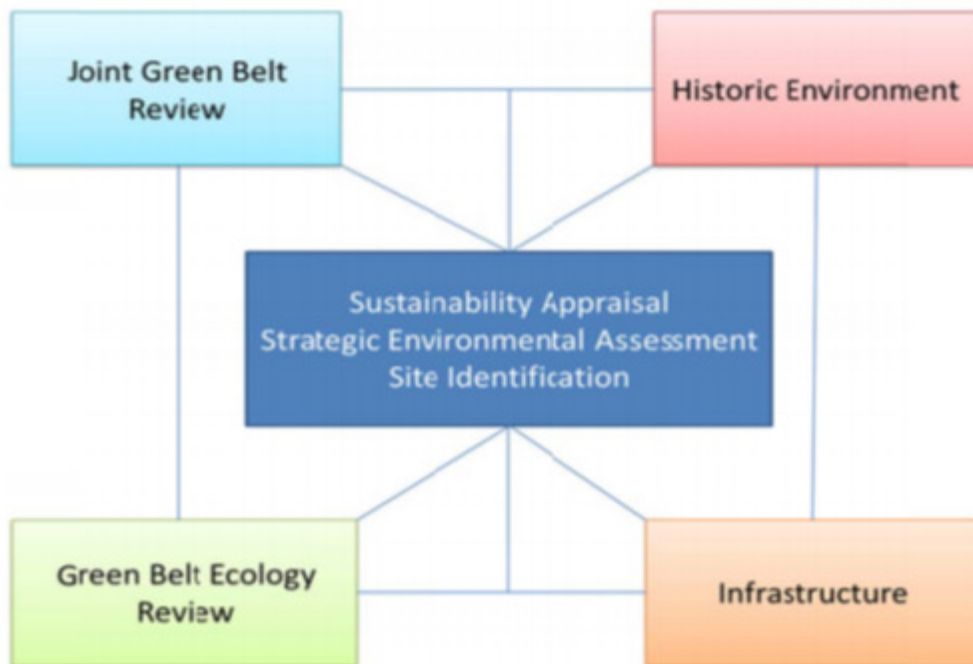 Joint Green Belt
Review
Historic Environment
Sustainability Appraisal
Strategic Environmental Assessment
Site Identification
Green Belt Ecology
Review
Infrastructure